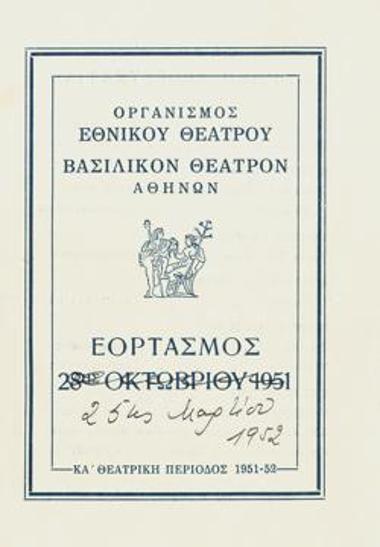 ΟΡΓΑΝΙΣΜΟΣ
ΕΘΝΙΚΟΥ ΘΕΑΤΡΟΥ
ΒΑΣΙΛΙΚΟΝ ΘΕΑΤΡΟΝ
ΑΘΗΝΩΝ
ΕΟΡΤΑΣΜΟΣ
28ης ΟΚΤΩΒΡΙΟΥ 1951
25ης Μαρτίου
1952
ΚΑ΄ ΘΕΑΤΡΙΚΗ ΠΕΡΙΟΔΟΣ 1951-52